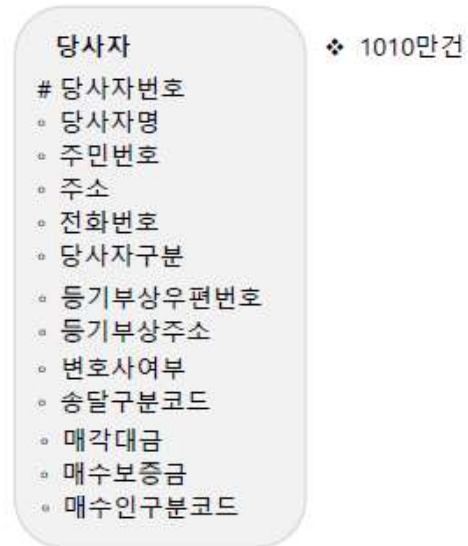 당사자
❖ 1010만건
# 당사자번호
◦ 당사자명
◦ 주민번호
◦ 주소
◦ 전화번호
◦ 당사자구분
◦ 등기부상우편번호
◦ 등기부상주소
◦ 변호사여부
◦ 송달구분코드
◦ 매각대금
◦ 매수보증금
◦ 매수인구분코드